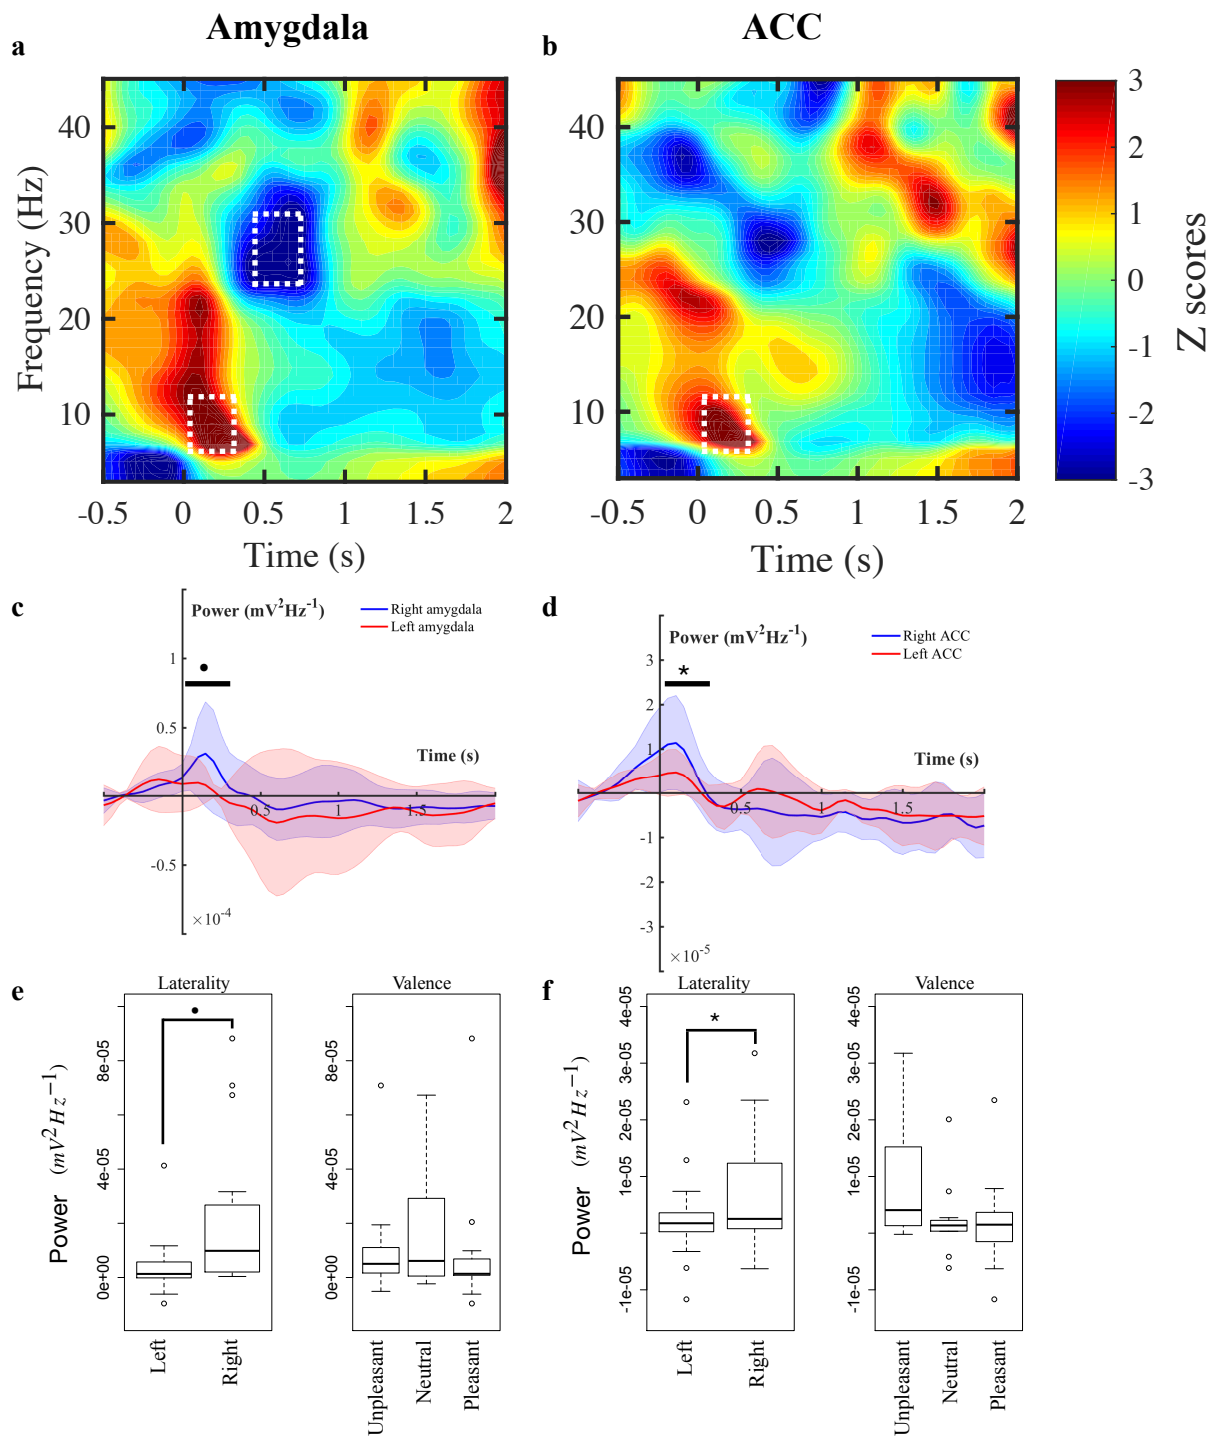 Amygdala
ACC
a
b
40
30
20
10
Frequency (Hz)
-0.5 0 0.5 1 1.5 2
Time (s)
40
30
20
10
-0.5 0 0.5 1 1.5 2
Time (s)
3
2
1
0
-1
-2
-3
Z scores
c
Power (mV²Hz⁻¹)
Right amygdala
Left amygdala
1
•
0.5
Time (s)
0.5 1 1.5
-0.5
×10⁻⁴
d
Power (mV²Hz⁻¹)
Right ACC
Left ACC
3
*
2
1
Time (s)
0.5 1 1.5
-1
-2
-3
×10⁻⁵
e
Laterality
•
Power (mV²Hz⁻¹)
8e-05
4e-05
0e+00
Left
Right
Valence
8e-05
4e-05
0e+00
Unpleasant
Neutral
Pleasant
f
Laterality
*
Power (mV²Hz⁻¹)
4e-05
3e-05
2e-05
1e-05
-1e-05
Left
Right
Valence
4e-05
3e-05
2e-05
1e-05
-1e-05
Unpleasant
Neutral
Pleasant